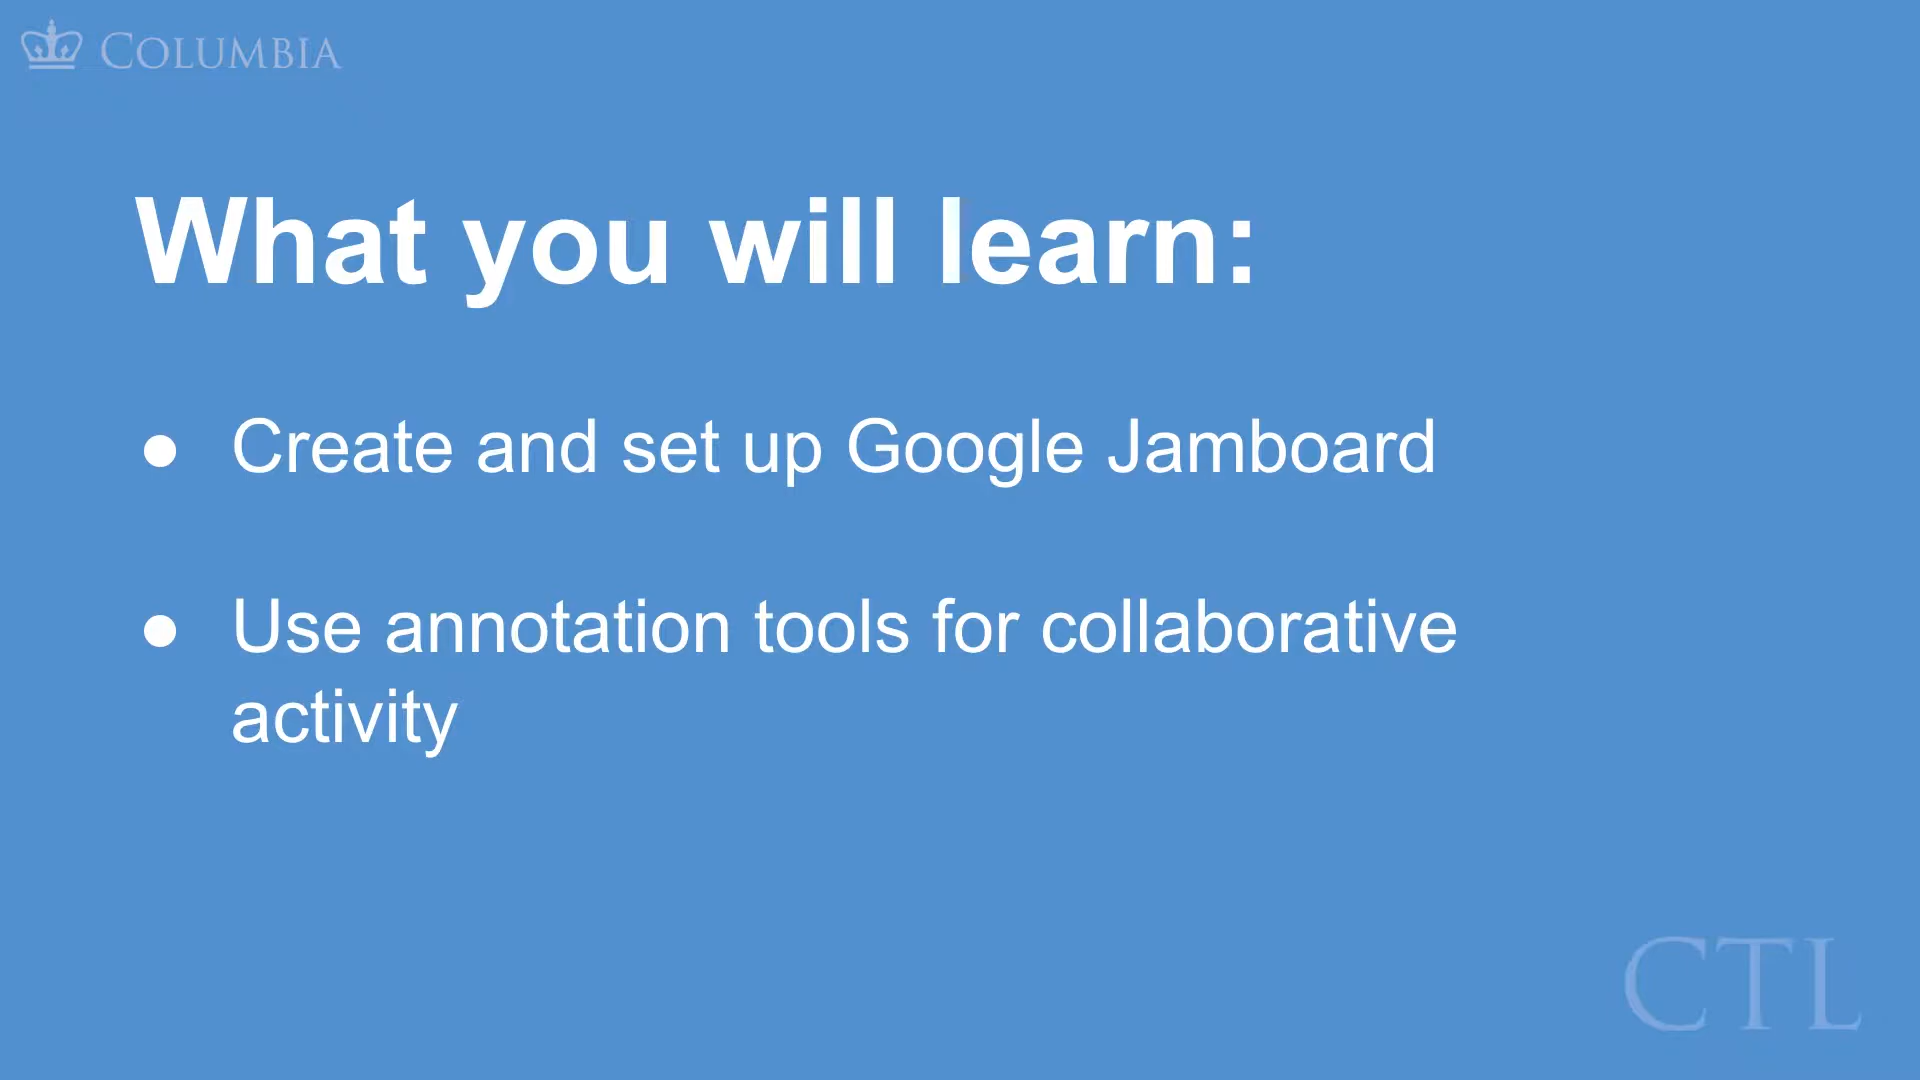 COLUMBIA
What you will learn:
● Create and set up Google Jamboard
● Use annotation tools for collaborative
activity
CTL